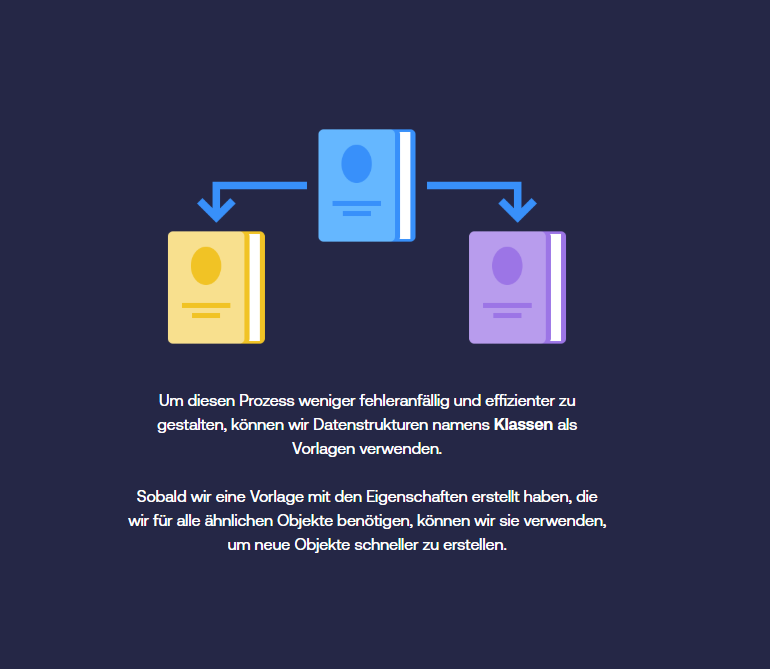 Um diesen Prozess weniger fehleranfällig und effizienter zu
gestalten, können wir Datenstrukturen namens Klassen als
Vorlagen verwenden.
Sobald wir eine Vorlage mit den Eigenschaften erstellt haben, die
wir für alle ähnlichen Objekte benötigen, können wir sie verwenden,
um neue Objekte schneller zu erstellen.